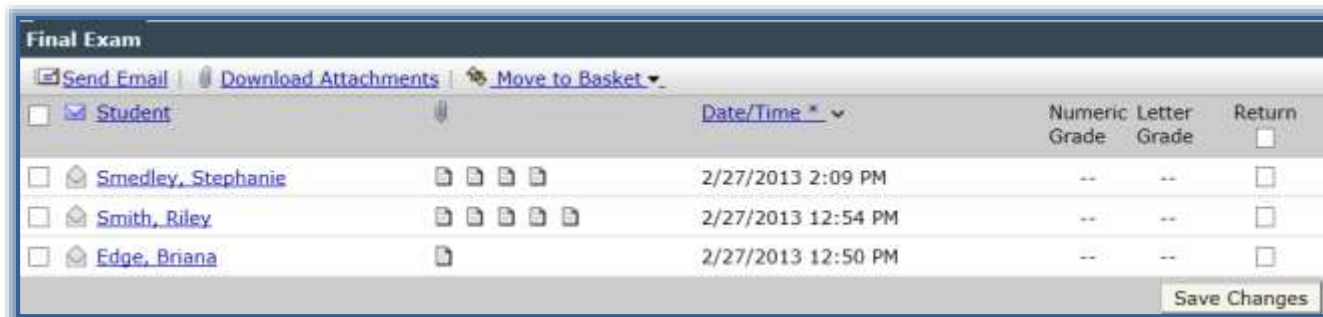 Final Exam
Send Email | Download Attachments | Move to Basket
Student Date/Time * Numeric Grade Letter Grade Return
Smedley, Stephanie 2/27/2013 2:09 PM -- --
Smith, Riley 2/27/2013 12:54 PM -- --
Edge, Briana 2/27/2013 12:50 PM -- --
Save Changes